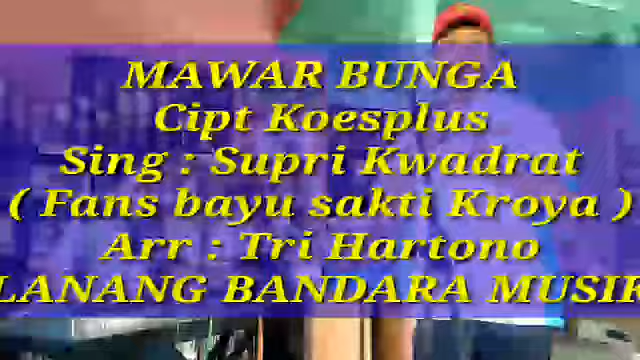 MAWAR BUNGA
Cipt Koesplus
Sing : Supri Kwadrat
( Fans bayu sakti Kroya )
Arr : Tri Hartono
LANANG BANDARA MUSIK